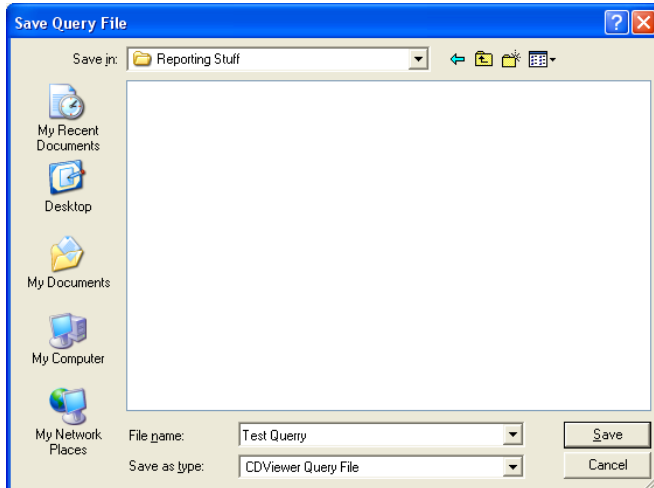 Save Query File
Save in: Reporting Stuff
My Recent
Documents
Desktop
My Documents
My Computer
My Network
Places
File name: Test Querry Save
Save as type: CDViewer Query File Cancel